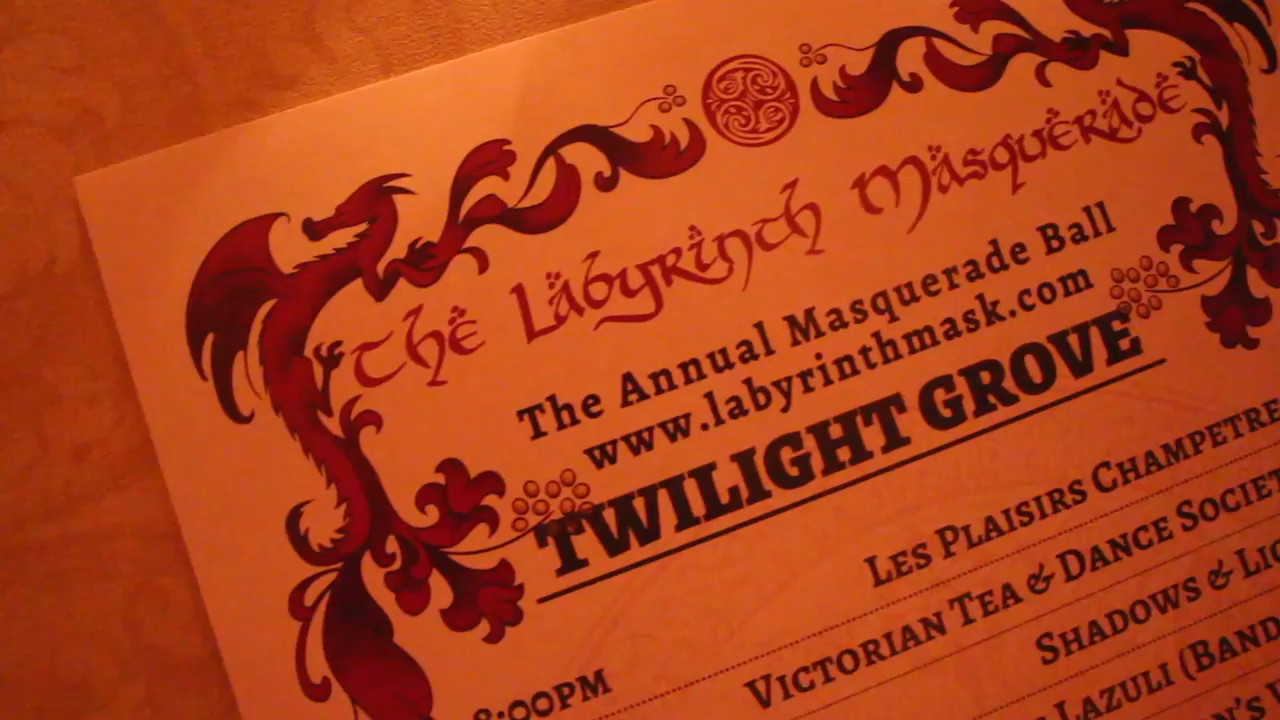 The Labyrinth Masquerade
The Annual Masquerade Ball
www.labyrinthmask.com
TWILIGHT GROVE
8:00PM
LES PLAISIRS CHAMPETRE
VICTORIAN TEA & DANCE SOCIET
SHADOWS & LIG
LAZULI (BAND